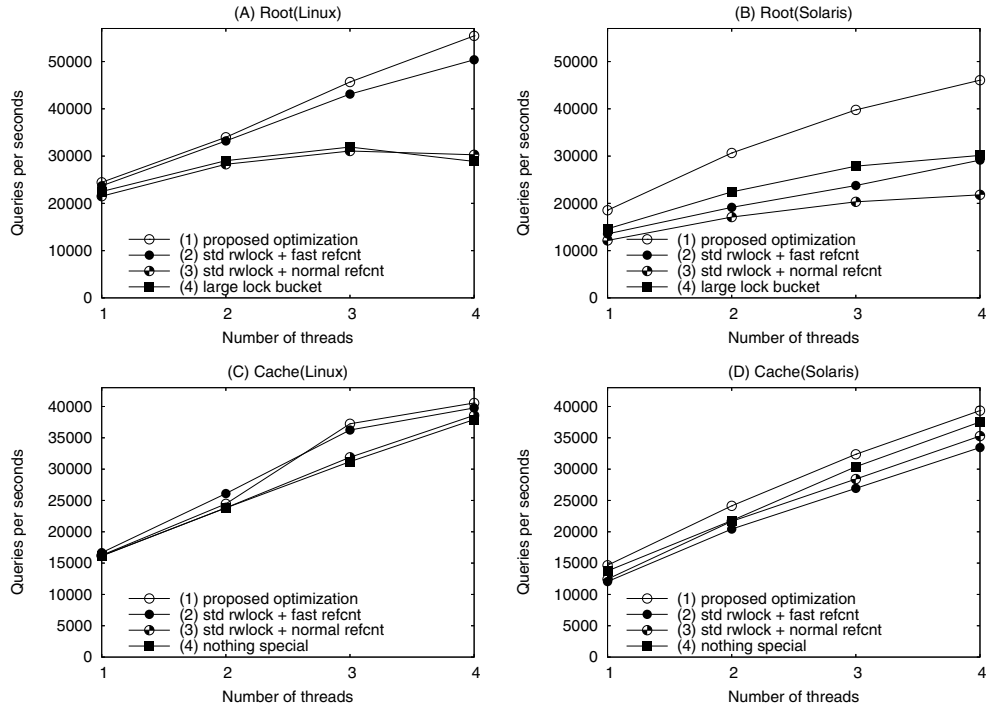 (A) Root(Linux)
Queries per seconds
50000
40000
30000
20000
10000
0
(1) proposed optimization
(2) std rwlock + fast refcnt
(3) std rwlock + normal refcnt
(4) large lock bucket
1 2 3 4
Number of threads
(B) Root(Solaris)
Queries per seconds
50000
40000
30000
20000
10000
0
(1) proposed optimization
(2) std rwlock + fast refcnt
(3) std rwlock + normal refcnt
(4) large lock bucket
1 2 3 4
Number of threads
(C) Cache(Linux)
Queries per seconds
40000
35000
30000
25000
20000
15000
10000
5000
0
(1) proposed optimization
(2) std rwlock + fast refcnt
(3) std rwlock + normal refcnt
(4) nothing special
1 2 3 4
Number of threads
(D) Cache(Solaris)
Queries per seconds
40000
35000
30000
25000
20000
15000
10000
5000
0
(1) proposed optimization
(2) std rwlock + fast refcnt
(3) std rwlock + normal refcnt
(4) nothing special
1 2 3 4
Number of threads